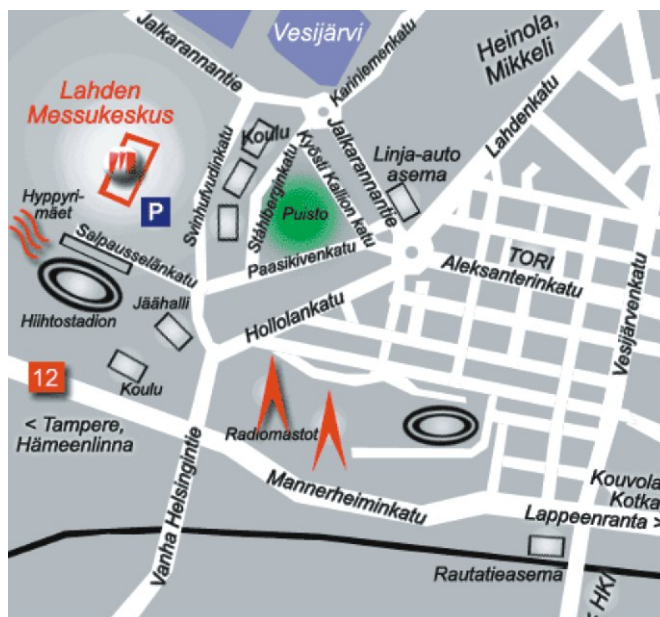 Vesijärvi
Jalkarannantie
Kariniemenkatu
Heinola,
Mikkeli
Lahdenkatu
Lahden
Messukeskus
Koulu
Svinhufvudinkatu
Ståhlberginkatu
Kyösti Kallion katu
Jalkarannantie
Linja-auto
asema
Hyppyri-
mäet
P
Puisto
Salpausselänkatu
Paasikivenkatu
TORI
Aleksanterinkatu
Vesijärvenkatu
Hiihtostadion
Jäähalli
Hollolankatu
12
Koulu
< Tampere,
Hämeenlinna
Radiomastot
Vanha Helsingintie
Mannerheiminkatu
Kouvola
Kotka
Lappeenranta >
Rautatieasema
< HKI